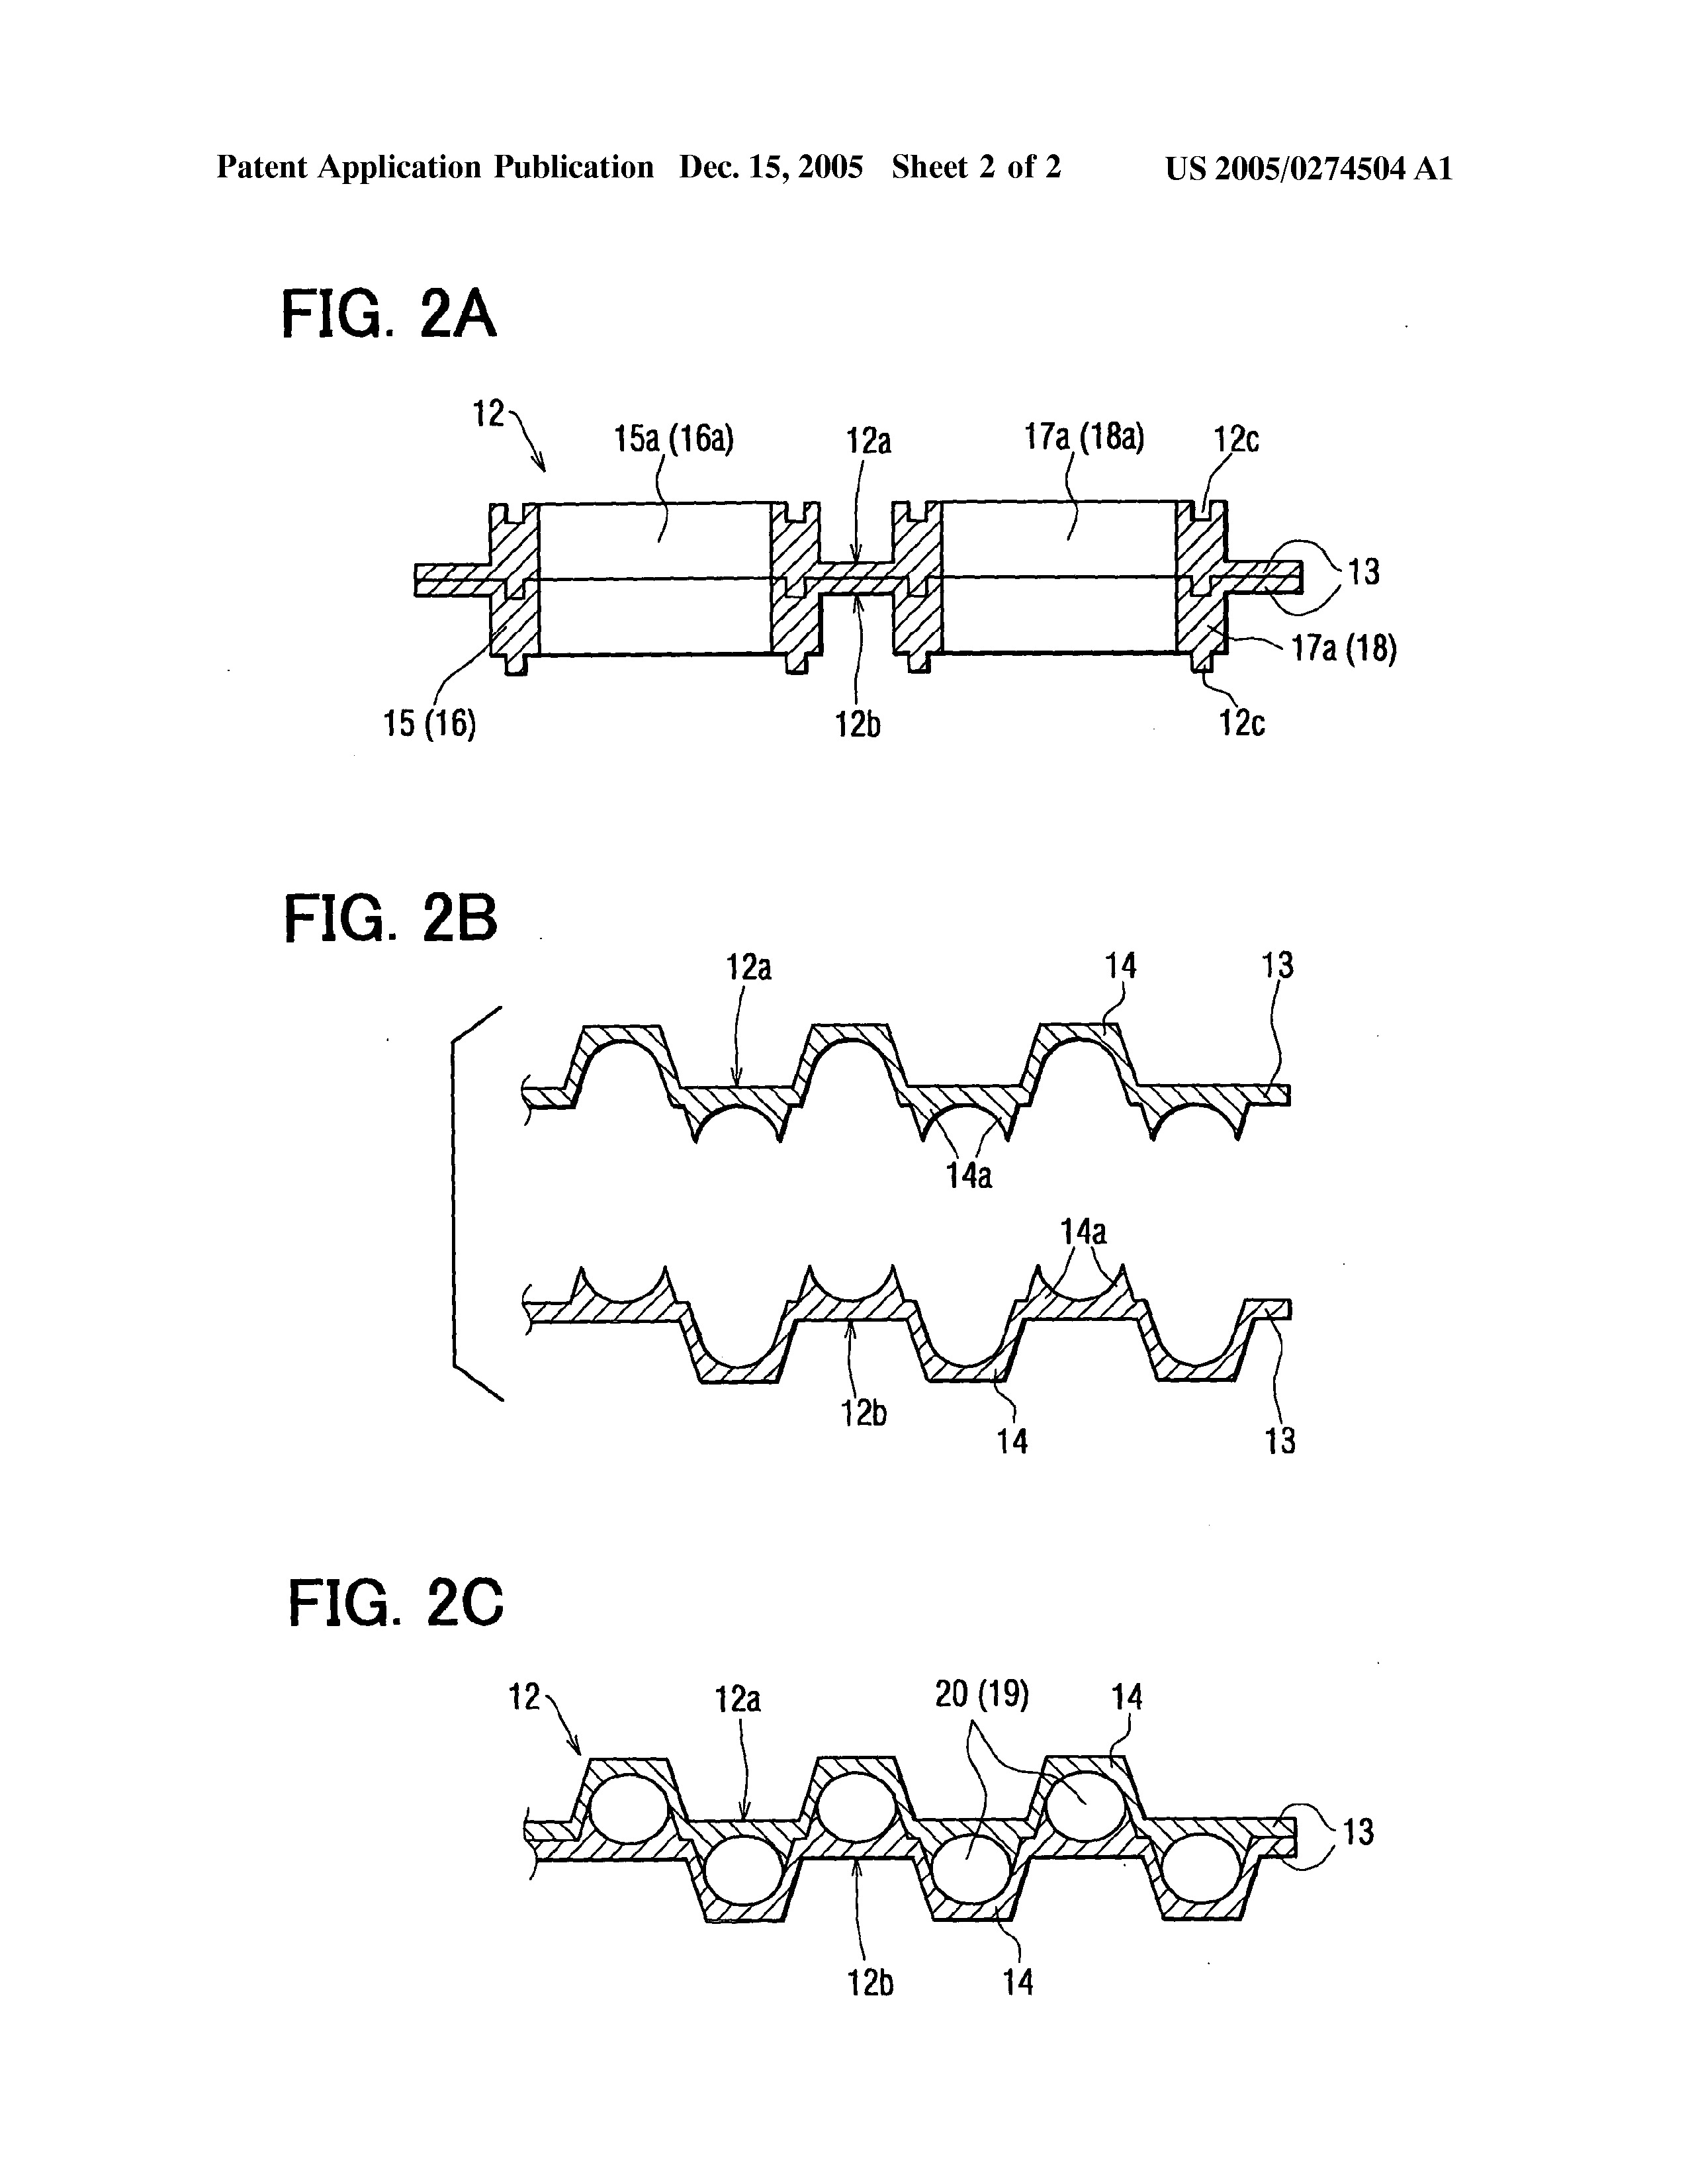 Patent Application Publication Dec. 15, 2005 Sheet 2 of 2 US 2005/0274504 A1
FIG. 2A
12
15a (16a)
12a
17a (18a)
12c
13
17a (18)
15 (16)
12b
12c
FIG. 2B
12a
14
13
14a
14a
12b
14
13
FIG. 2C
12
12a
20 (19)
14
13
12b
14